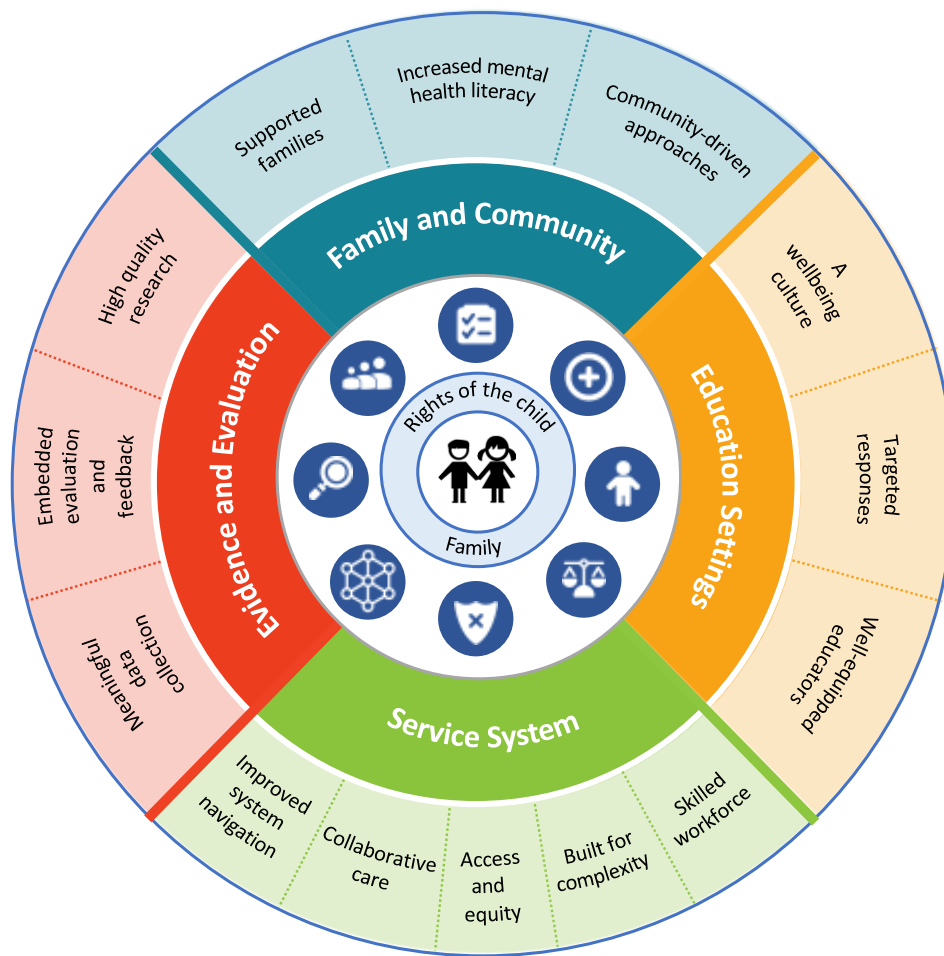 Supported
families
Increased mental
health literacy
Community-driven
approaches
Family and Community
A
wellbeing
culture
Targeted
responses
Well-equipped
educators
Education Settings
Skilled
workforce
Built for
complexity
Access
and
equity
Collaborative
care
Improved
system
navigation
Service System
Meaningful
data
collection
Embedded
evaluation
and
feedback
High quality
research
Evidence and Evaluation
Rights of the child
Family